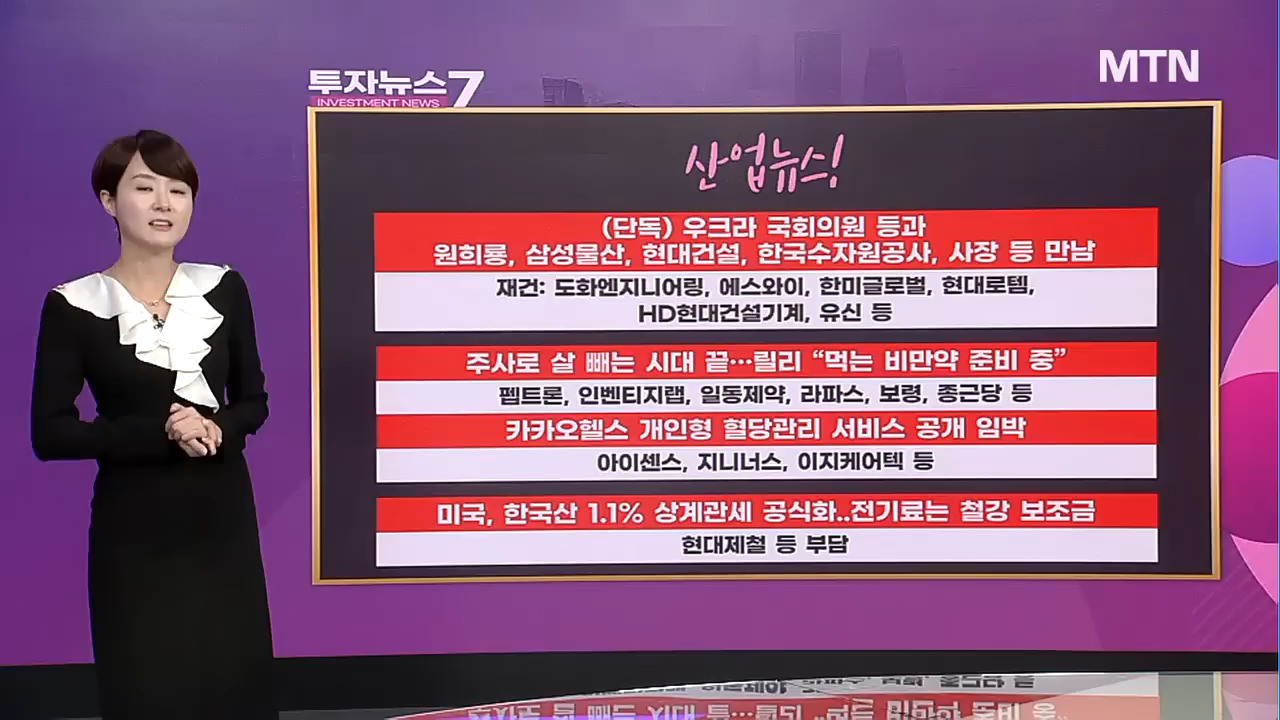 MTN
투자뉴스7
INVESTMENT NEWS
산업뉴스!
(단독) 우크라 국회의원 등과
원희룡, 삼성물산, 현대건설, 한국수자원공사, 사장 등 만남
재건: 도화엔지니어링, 에스와이, 한미글로벌, 현대로템,
HD현대건설기계, 유신 등
주사로 살 빼는 시대 끝…릴리 “먹는 비만약 준비 중”
펩트론, 인벤티지랩, 일동제약, 라파스, 보령, 종근당 등
카카오헬스 개인형 혈당관리 서비스 공개 임박
아이센스, 지니너스, 이지케어텍 등
미국, 한국산 1.1% 상계관세 공식화..전기료는 철강 보조금
현대제철 등 부담